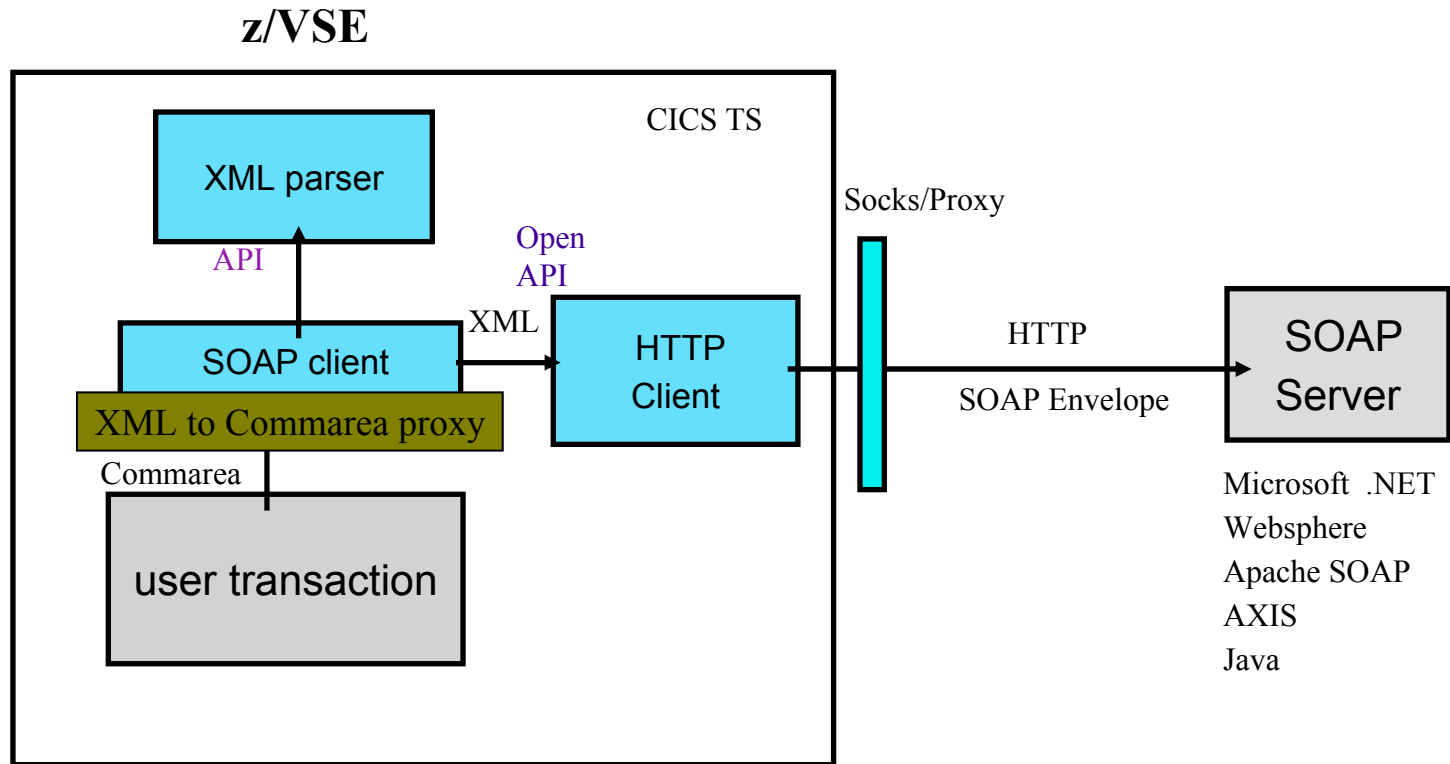 z/VSE
CICS TS
XML parser
Socks/Proxy
API
Open
API
XML
SOAP client
HTTP
Client
HTTP
SOAP Envelope
SOAP
Server
XML to Commarea proxy
Commarea
user transaction
Microsoft .NET
Websphere
Apache SOAP
AXIS
Java